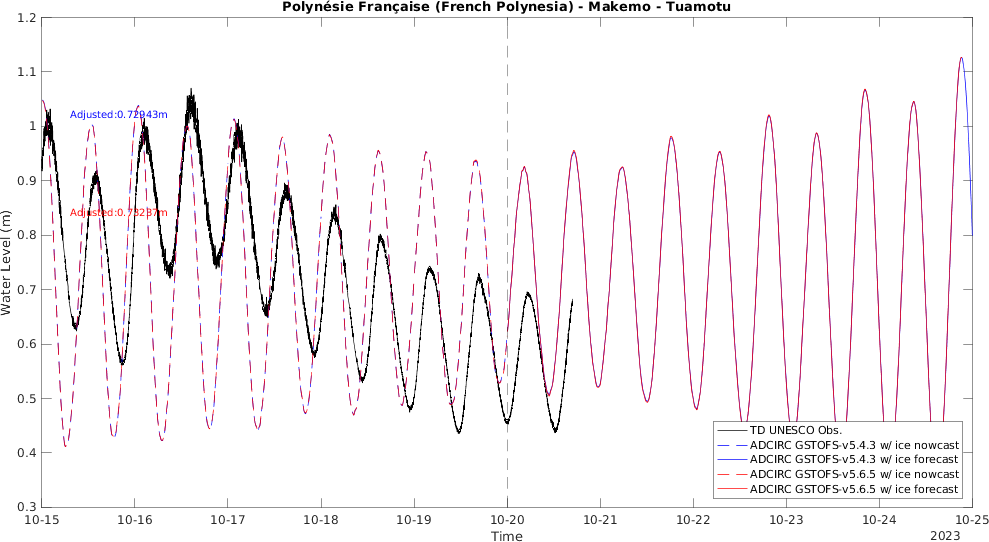 Polynésie Française (French Polynesia) - Makemo - Tuamotu
Water Level (m)
1.2
1.1
1
0.9
0.8
0.7
0.6
0.5
0.4
0.3
Adjusted:0.72943m
Adjusted:0.73237m
TD UNESCO Obs.
ADCIRC GSTOFS-v5.4.3 w/ ice nowcast
ADCIRC GSTOFS-v5.4.3 w/ ice forecast
ADCIRC GSTOFS-v5.6.5 w/ ice nowcast
ADCIRC GSTOFS-v5.6.5 w/ ice forecast
10-15 10-16 10-17 10-18 10-19 10-20 10-21 10-22 10-23 10-24 10-25
Time
2023